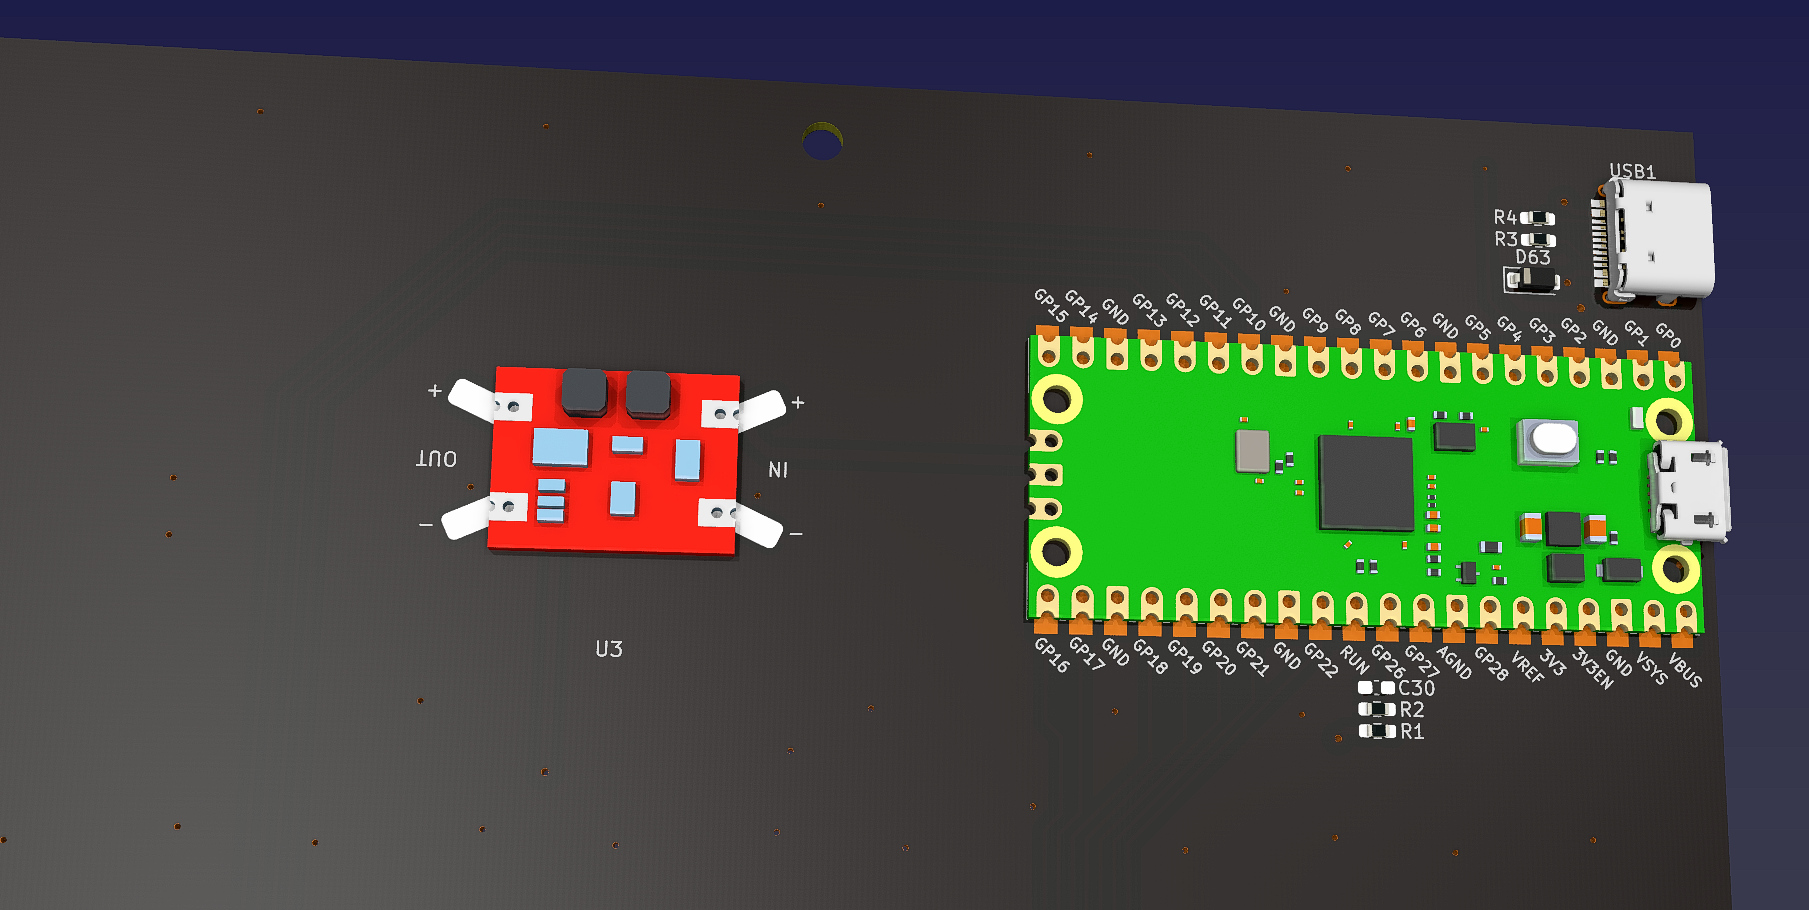 USB1
R4
R3
D63
GP15 GP14 GND GP13 GP12 GP11 GP10 GND GP9 GP8 GP7 GP6 GND GP5 GP4 GP3 GP2 GND GP1 GP0
+ +
OUT IN
- -
U3
GP16 GP17 GND GP18 GP19 GP20 GP21 GND GP22 RUN GP26 GP27 AGND GP28 VREF 3V3 3V3EN GND VSYS VBUS
C30
R2
R1